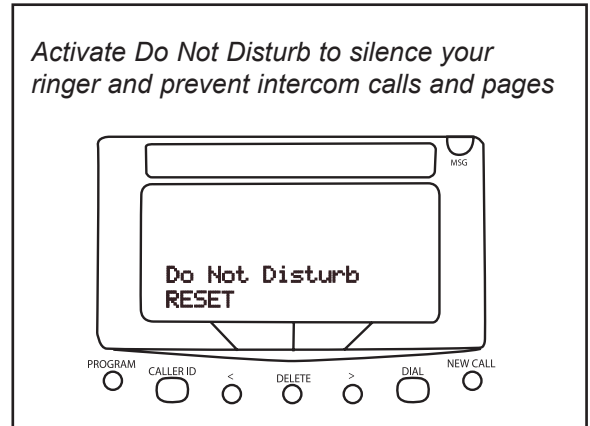 Activate Do Not Disturb to silence your
ringer and prevent intercom calls and pages
MSG
Do Not Disturb
RESET
PROGRAM CALLER ID < DELETE > DIAL NEW CALL